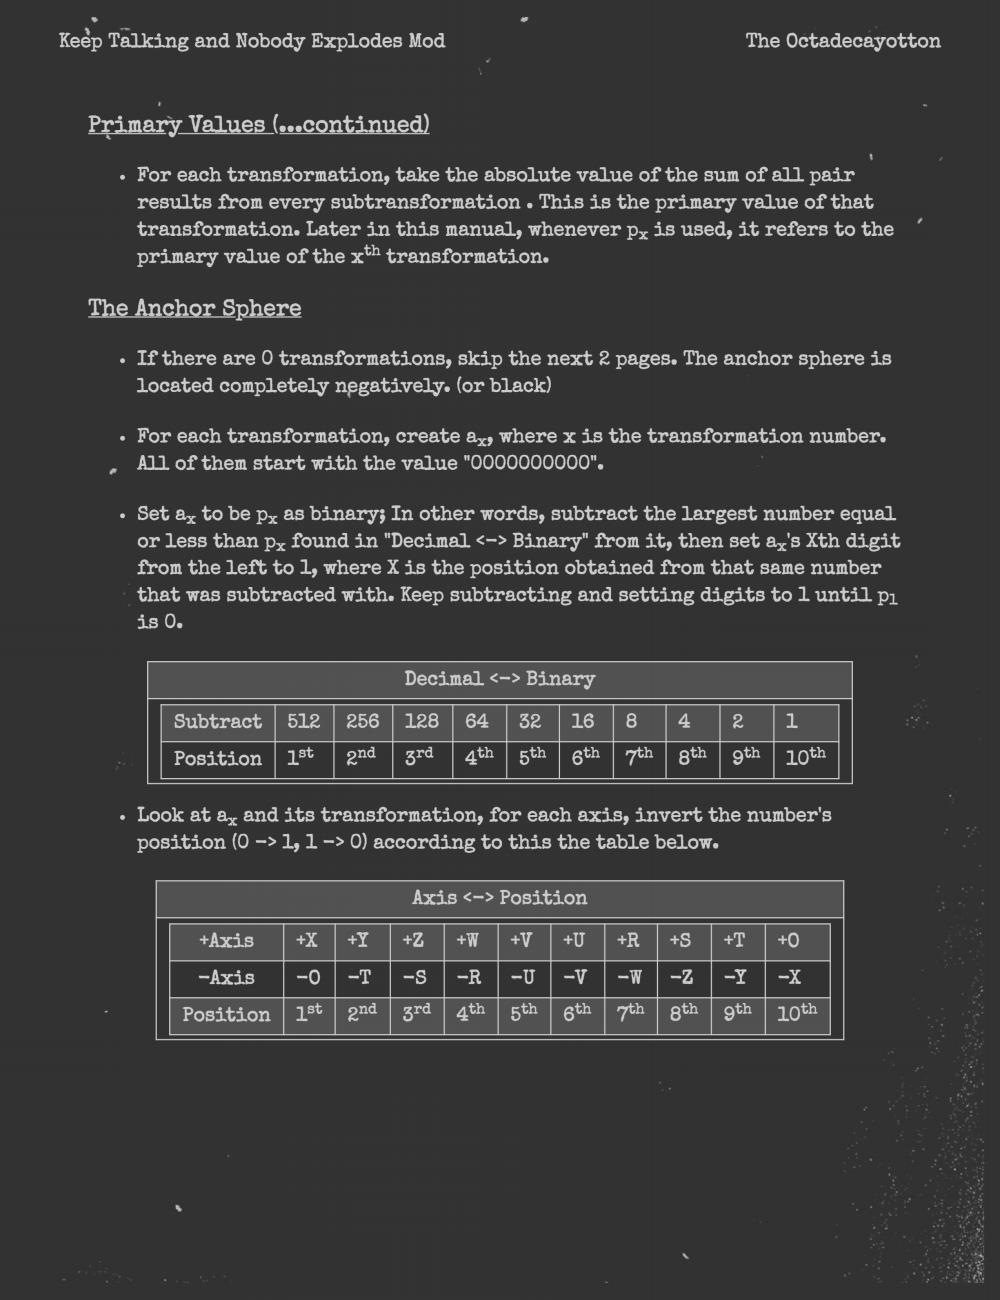 Keep Talking and Nobody Explodes Mod The Octadecayotton
Primary Values (...continued)
• For each transformation, take the absolute value of the sum of all pair
results from every subtransformation . This is the primary value of that
transformation. Later in this manual, whenever pₓ is used, it refers to the
primary value of the xᵗʰ transformation.
The Anchor Sphere
• If there are 0 transformations, skip the next 2 pages. The anchor sphere is
located completely negatively. (or black)
• For each transformation, create aₓ, where x is the transformation number.
All of them start with the value "0000000000".
• Set aₓ to be pₓ as binary; In other words, subtract the largest number equal
or less than pₓ found in "Decimal <-> Binary" from it, then set aₓ's Xth digit
from the left to 1, where X is the position obtained from that same number
that was subtracted with. Keep subtracting and setting digits to 1 until p₁
is 0.
Decimal <-> Binary
Subtract 512 256 128 64 32 16 8 4 2 1
Position 1st 2nd 3rd 4th 5th 6th 7th 8th 9th 10th
• Look at aₓ and its transformation, for each axis, invert the number's
position (0 -> 1, 1 -> 0) according to this the table below.
Axis <-> Position
+Axis +X +Y +Z +W +V +U +R +S +T +O
-Axis -O -T -S -R -U -V -W -Z -Y -X
Position 1st 2nd 3rd 4th 5th 6th 7th 8th 9th 10th